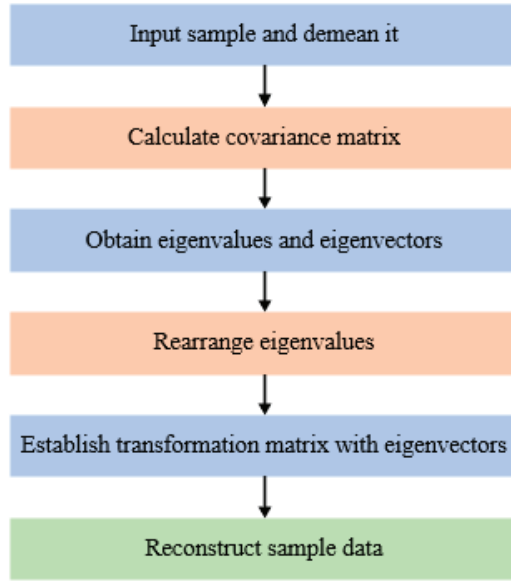 Input sample and demean it
Calculate covariance matrix
Obtain eigenvalues and eigenvectors
Rearrange eigenvalues
Establish transformation matrix with eigenvectors
Reconstruct sample data